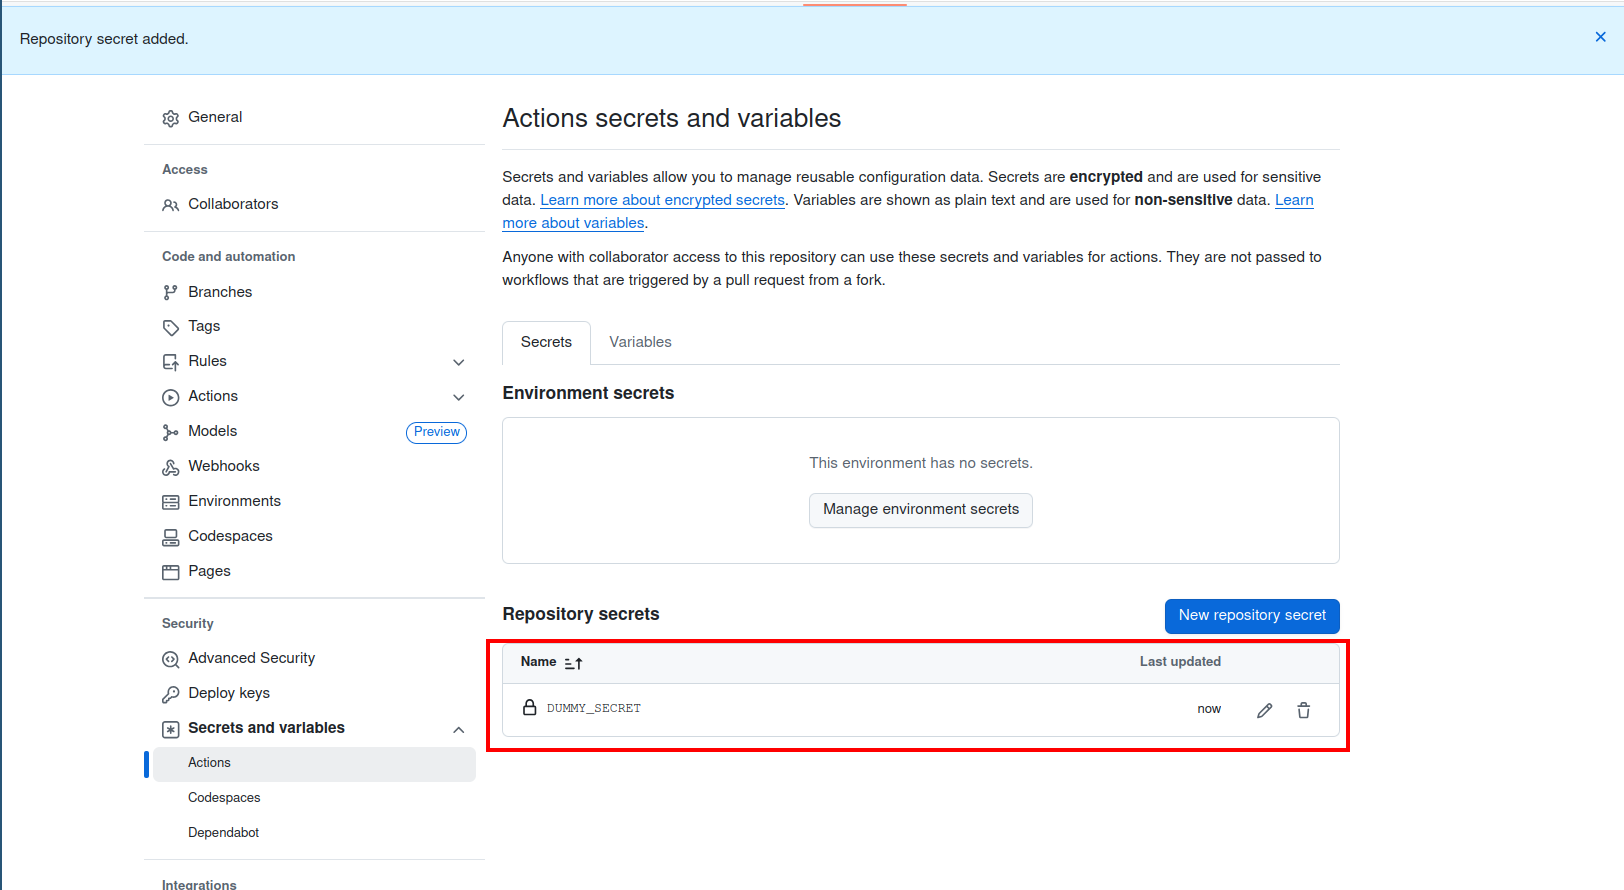 Repository secret added.
General
Access
Collaborators
Code and automation
Branches
Tags
Rules
Actions
Models Preview
Webhooks
Environments
Codespaces
Pages
Security
Advanced Security
Deploy keys
Secrets and variables
Actions
Codespaces
Dependabot
Integrations
Actions secrets and variables
Secrets and variables allow you to manage reusable configuration data. Secrets are encrypted and are used for sensitive
data. Learn more about encrypted secrets. Variables are shown as plain text and are used for non-sensitive data. Learn
more about variables.
Anyone with collaborator access to this repository can use these secrets and variables for actions. They are not passed to
workflows that are triggered by a pull request from a fork.
Secrets Variables
Environment secrets
This environment has no secrets.
Manage environment secrets
Repository secrets New repository secret
Name Last updated
DUMMY_SECRET now